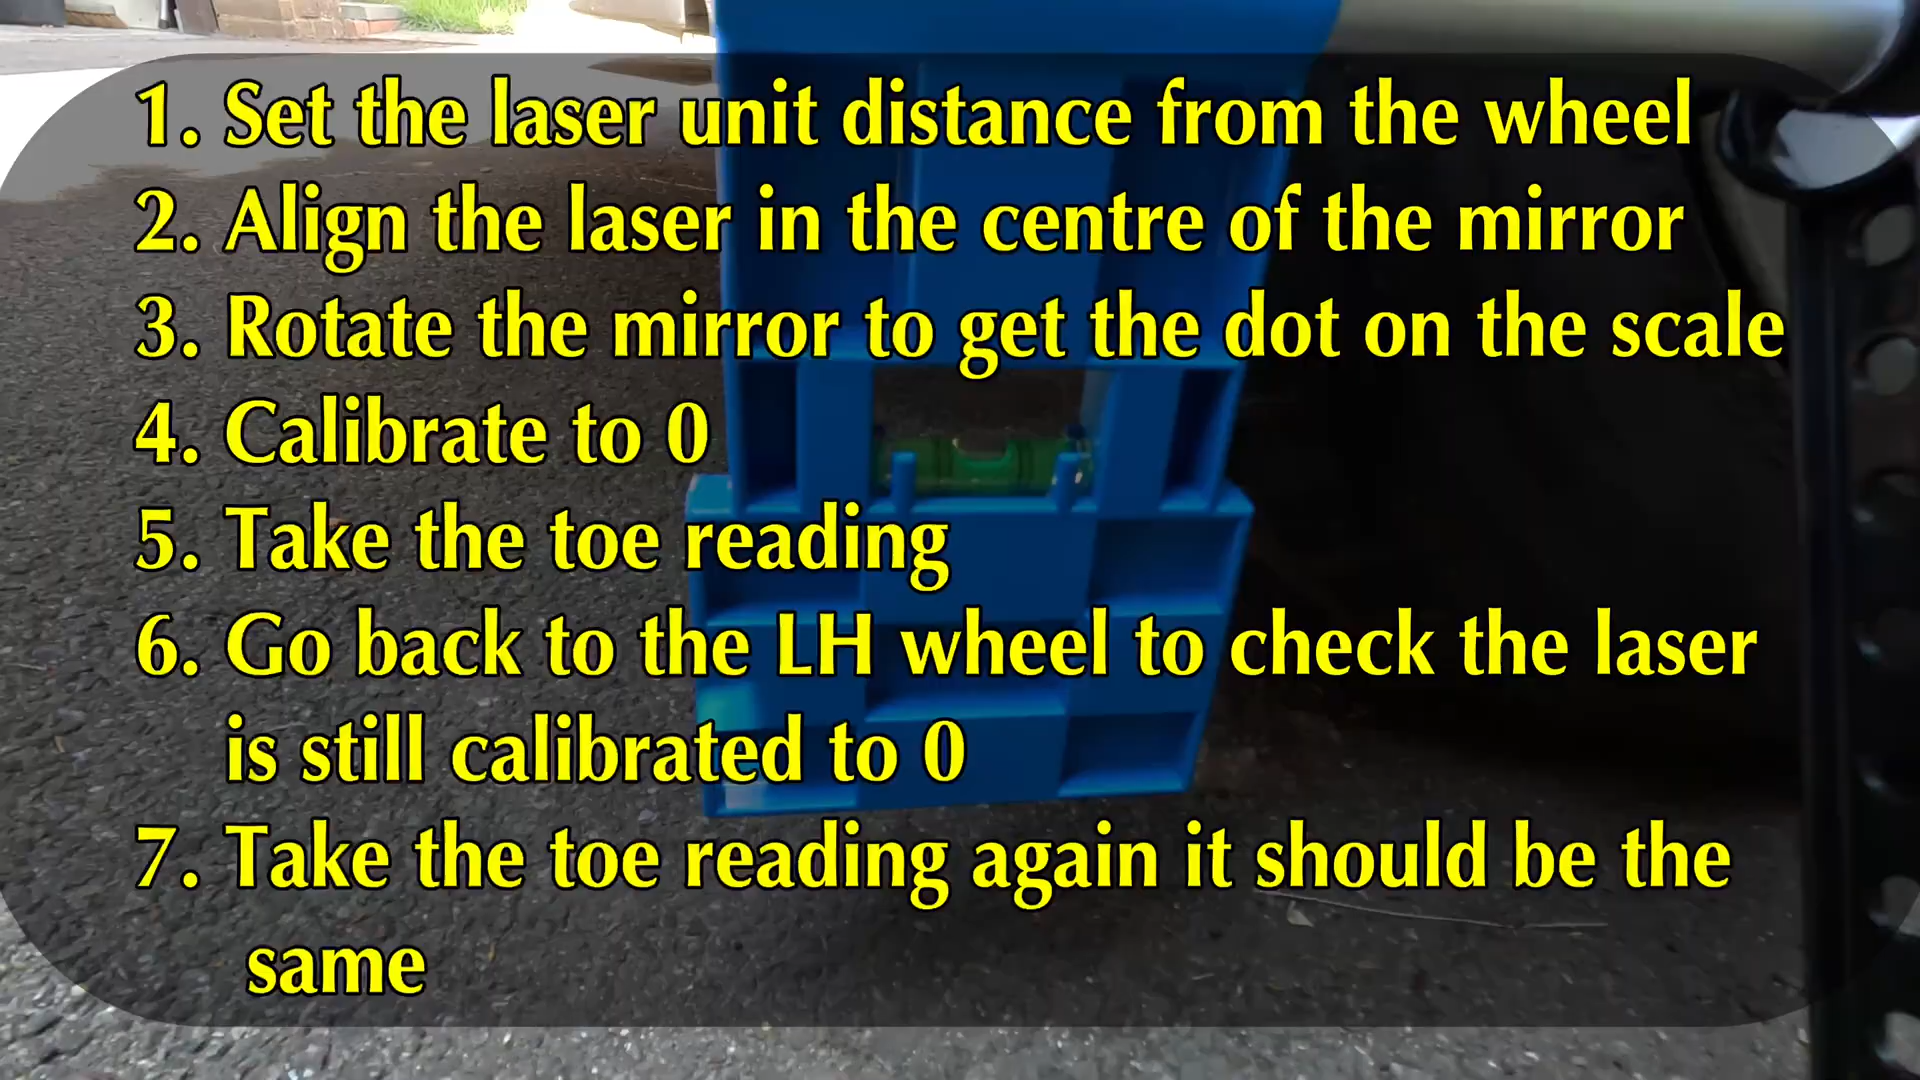 1. Set the laser unit distance from the wheel
2. Align the laser in the centre of the mirror
3. Rotate the mirror to get the dot on the scale
4. Calibrate to 0
5. Take the toe reading
6. Go back to the LH wheel to check the laser
is still calibrated to 0
7. Take the toe reading again it should be the
same